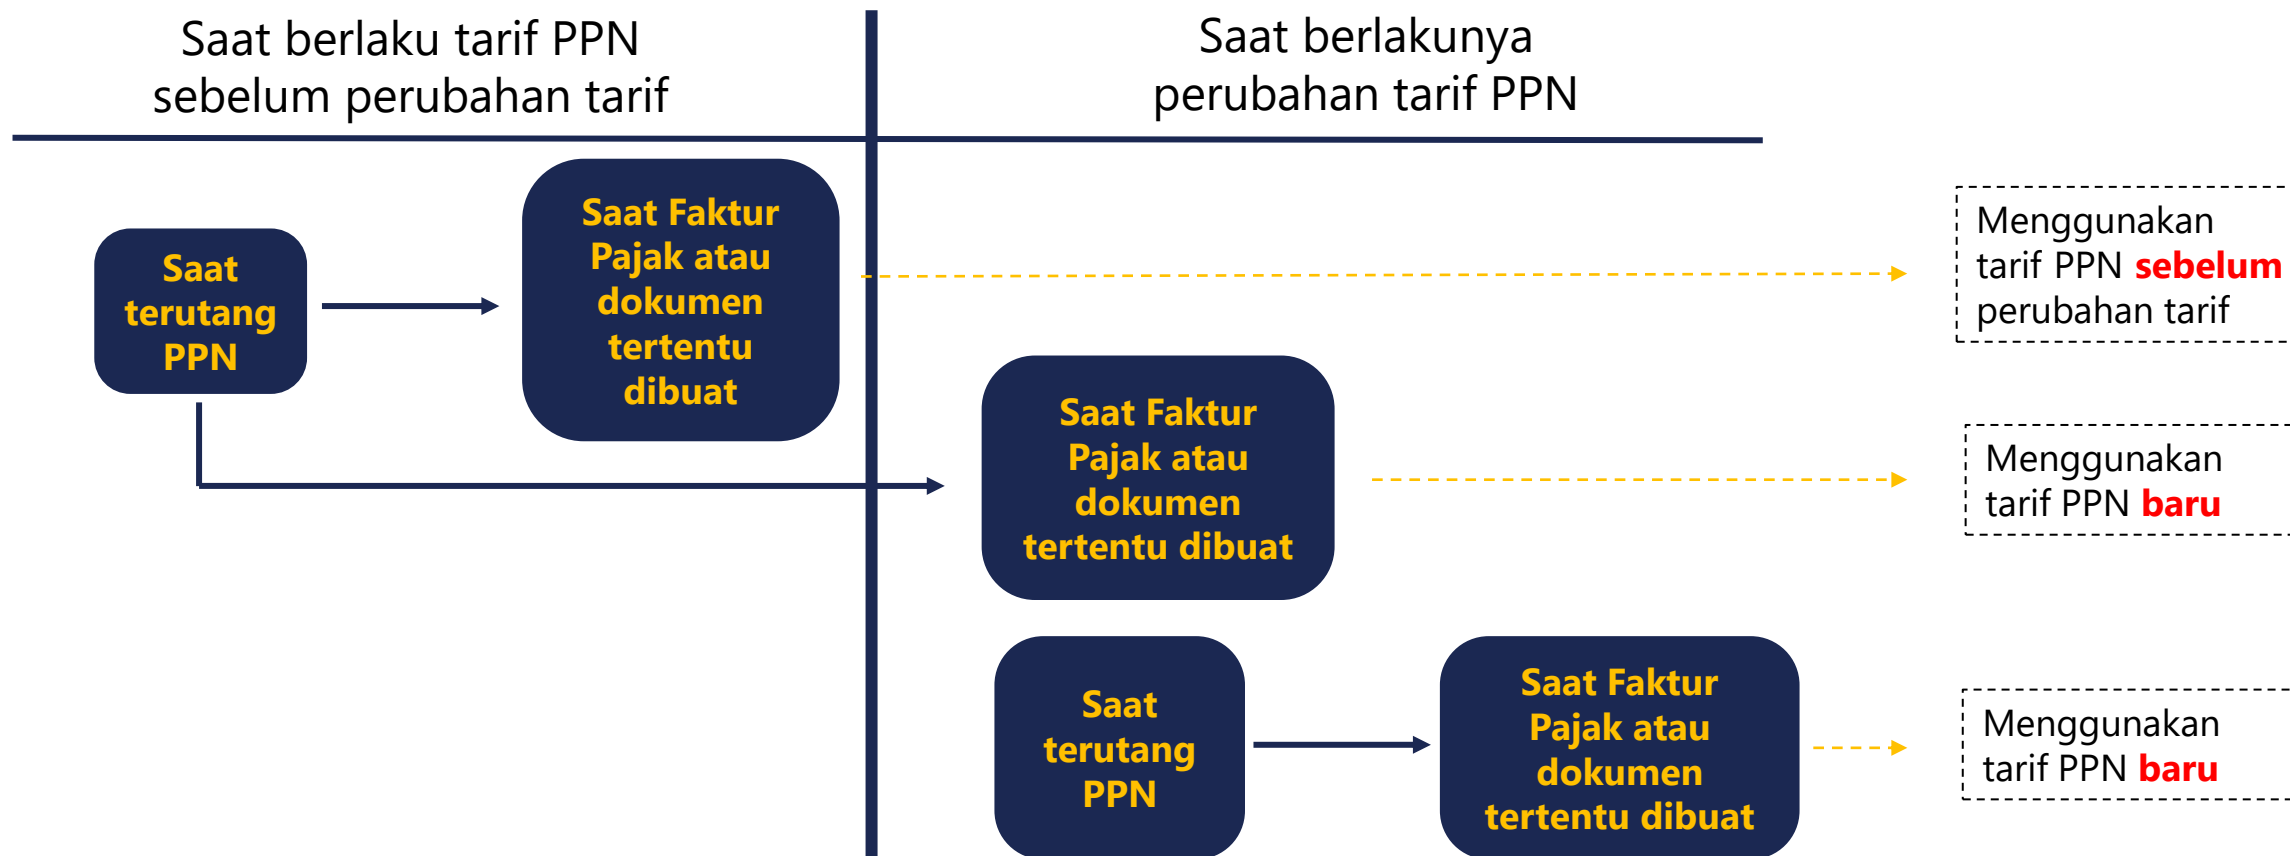 Saat berlaku tarif PPN
sebelum perubahan tarif
Saat berlakunya
perubahan tarif PPN
Saat
terutang
PPN
Saat Faktur
Pajak atau
dokumen
tertentu
dibuat
Menggunakan
tarif PPN sebelum
perubahan tarif
Saat Faktur
Pajak atau
dokumen
tertentu dibuat
Menggunakan
tarif PPN baru
Saat
terutang
PPN
Saat Faktur
Pajak atau
dokumen
tertentu dibuat
Menggunakan
tarif PPN baru